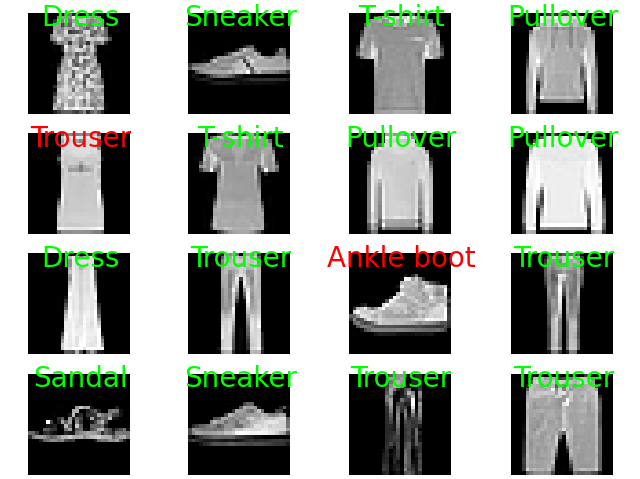 Dress Sneaker T-shirt Pullover
Trouser T-shirt Pullover Pullover
Dress Trouser Ankle boot Trouser
Sandal Sneaker Trouser Trouser